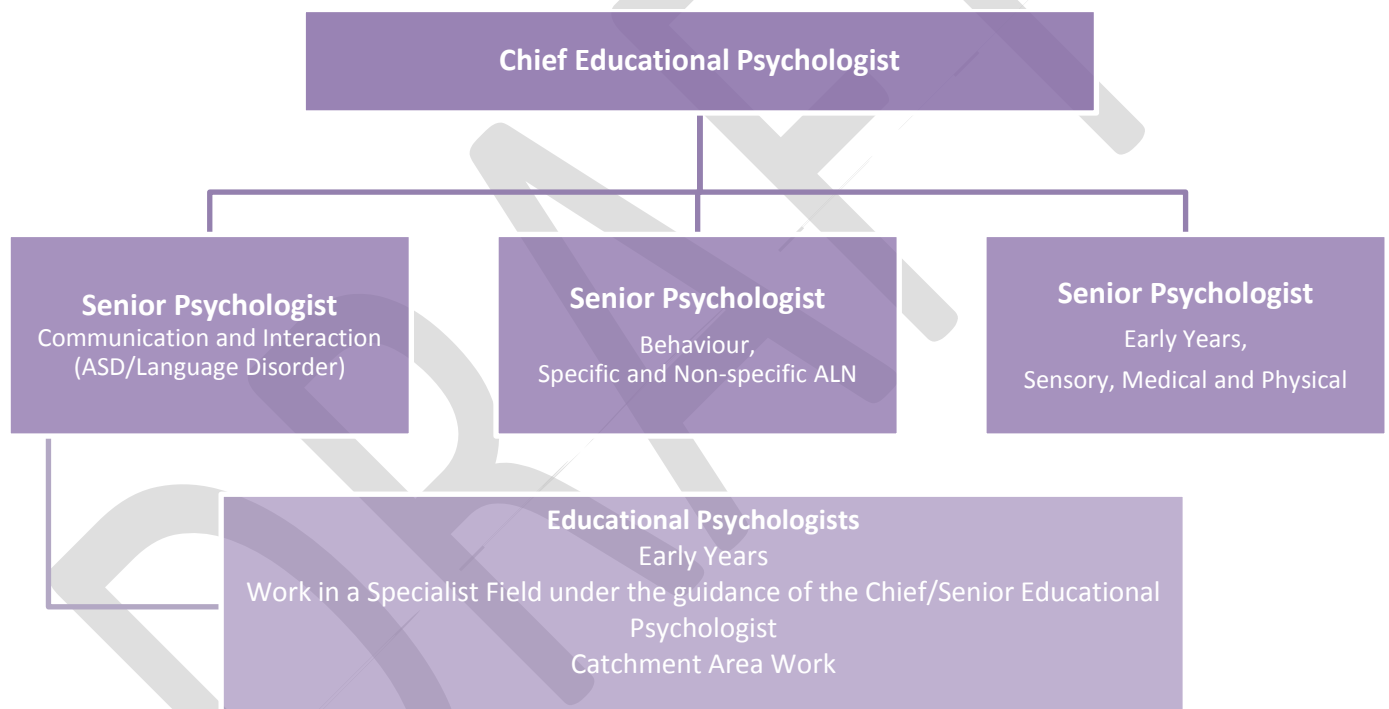 Chief Educational Psychologist
Senior Psychologist
Communication and Interaction
(ASD/Language Disorder)
Senior Psychologist
Behaviour,
Specific and Non-specific ALN
Senior Psychologist
Early Years,
Sensory, Medical and Physical
Educational Psychologists
Early Years
Work in a Specialist Field under the guidance of the Chief/Senior Educational
Psychologist
Catchment Area Work
DRAFT